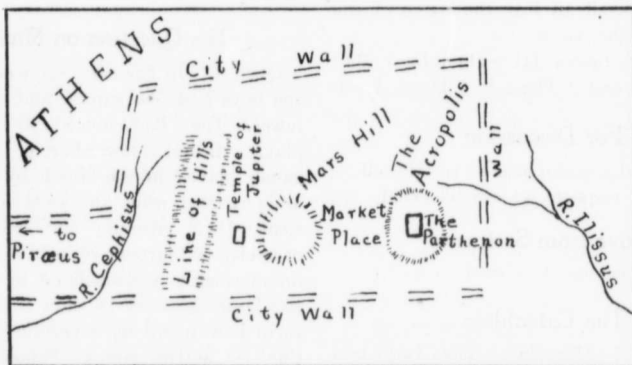 ATHENS
City Wall
Wall
← to
Piræus
R. Cephisus
Line of Hills
Temple of
Jupiter
Mars Hill
Market
Place
The
Acropolis
The
Parthenon
R. Ilissus
City Wall